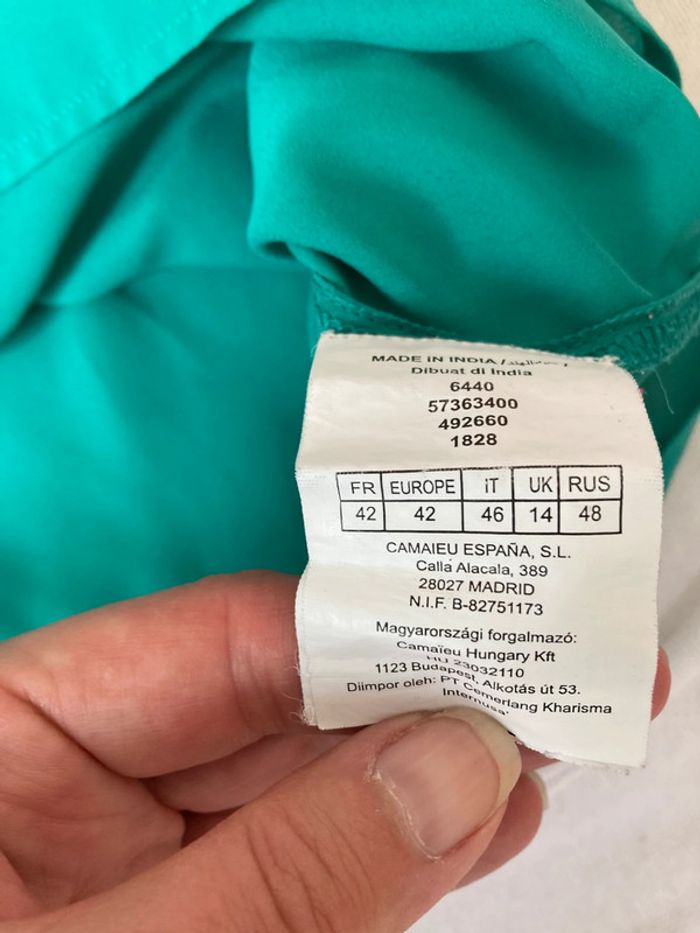 MADE IN INDIA /
Dibuat di India
6440
57363400
492660
1828
FR EUROPE iT UK RUS
42 42 46 14 48
CAMAIEU ESPAÑA, S.L.
Calla Alacala, 389
28027 MADRID
N.I.F. B-82751173
Magyarországi forgalmazó:
Camaïeu Hungary Kft
HU 23032110
1123 Budapest, Alkotás út 53.
Diimpor oleh: PT Cemerlang Kharisma
Internusa